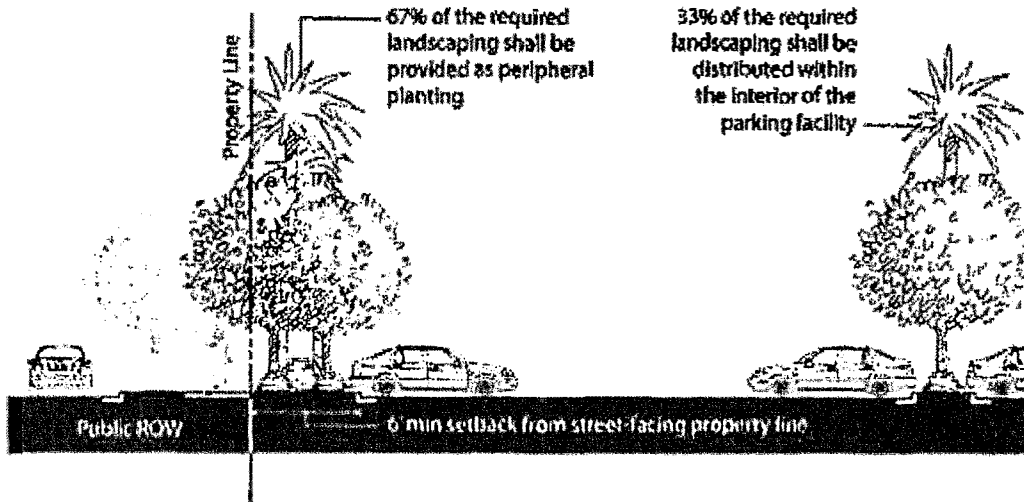 67% of the required
landscaping shall be
provided as peripheral
planting
33% of the required
landscaping shall be
distributed within
the interior of the
parking facility
Property Line
Public ROW
6' min setback from street-facing property line